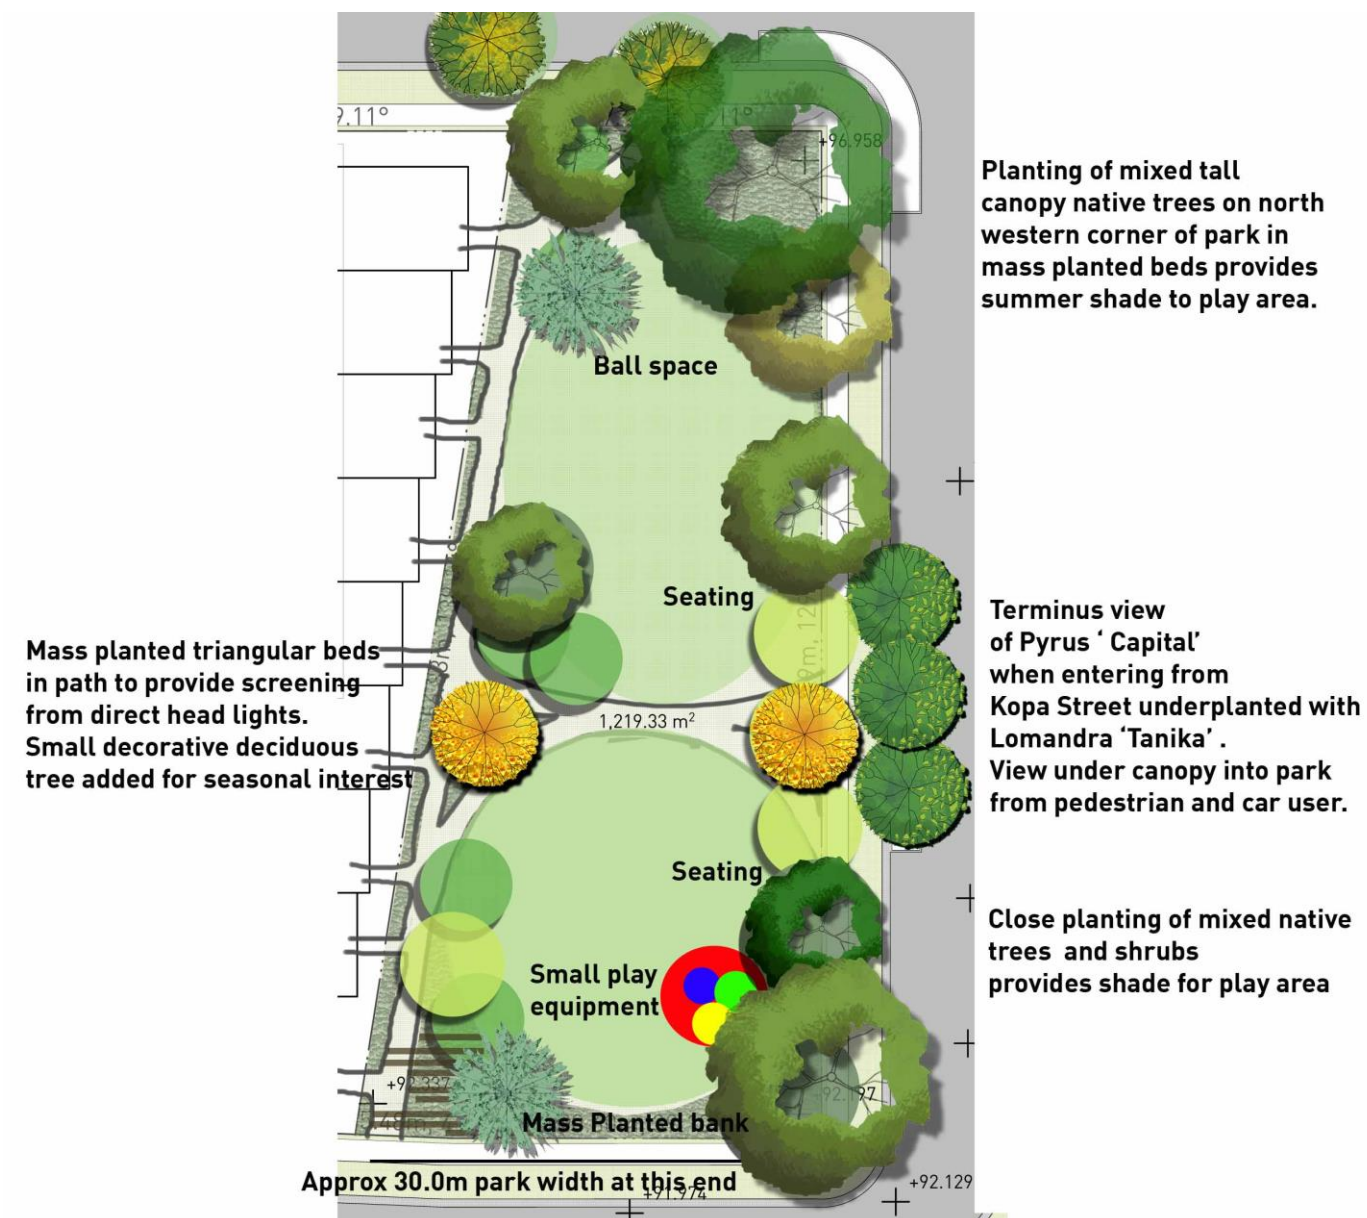 9.11°
+96.958
Planting of mixed tall
canopy native trees on north
western corner of park in
mass planted beds provides
summer shade to play area.
Ball space
Seating
Terminus view
of Pyrus ‘ Capital’
when entering from
Kopa Street underplanted with
Lomandra ‘Tanika’ .
View under canopy into park
from pedestrian and car user.
Mass planted triangular beds
in path to provide screening
from direct head lights.
Small decorative deciduous
tree added for seasonal interest
1,219.33 m²
Seating
Close planting of mixed native
trees and shrubs
provides shade for play area
Small play
equipment
+92.337
Mass Planted bank
Approx 30.0m park width at this end
+91.974
+92.129